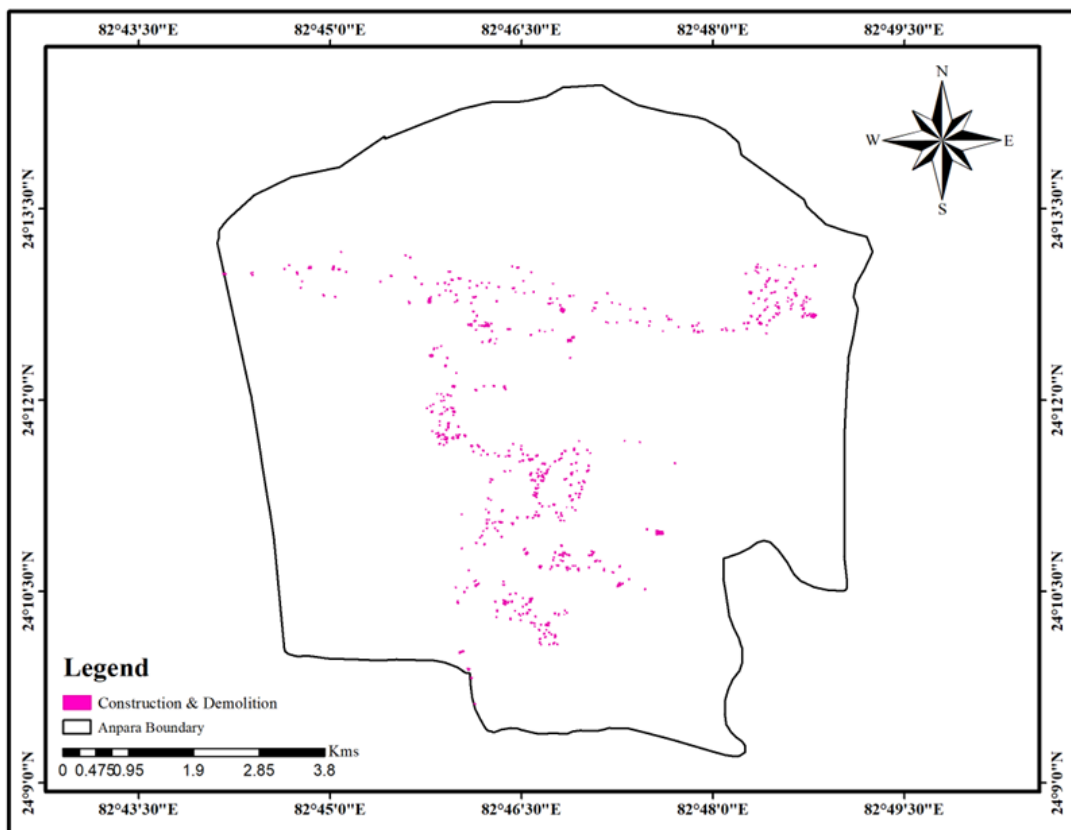 82°43'30"E 82°45'0"E 82°46'30"E 82°48'0"E 82°49'30"E
N
W E
S
24°13'30"N 24°13'30"N
24°12'0"N 24°12'0"N
24°10'30"N 24°10'30"N
24°9'0"N 24°9'0"N
Legend
Construction & Demolition
Anpara Boundary
Kms
0 0.475 0.95 1.9 2.85 3.8
82°43'30"E 82°45'0"E 82°46'30"E 82°48'0"E 82°49'30"E